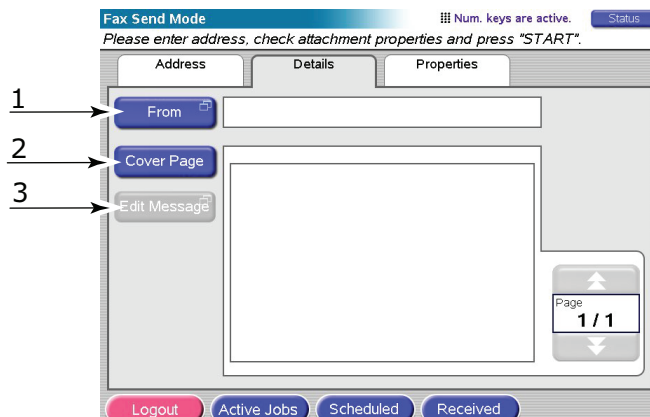 Fax Send Mode
Num. keys are active.
Status
Please enter address, check attachment properties and press "START".
Address
Details
Properties
1
From
2
Cover Page
3
Edit Message
Page
1 / 1
Logout
Active Jobs
Scheduled
Received